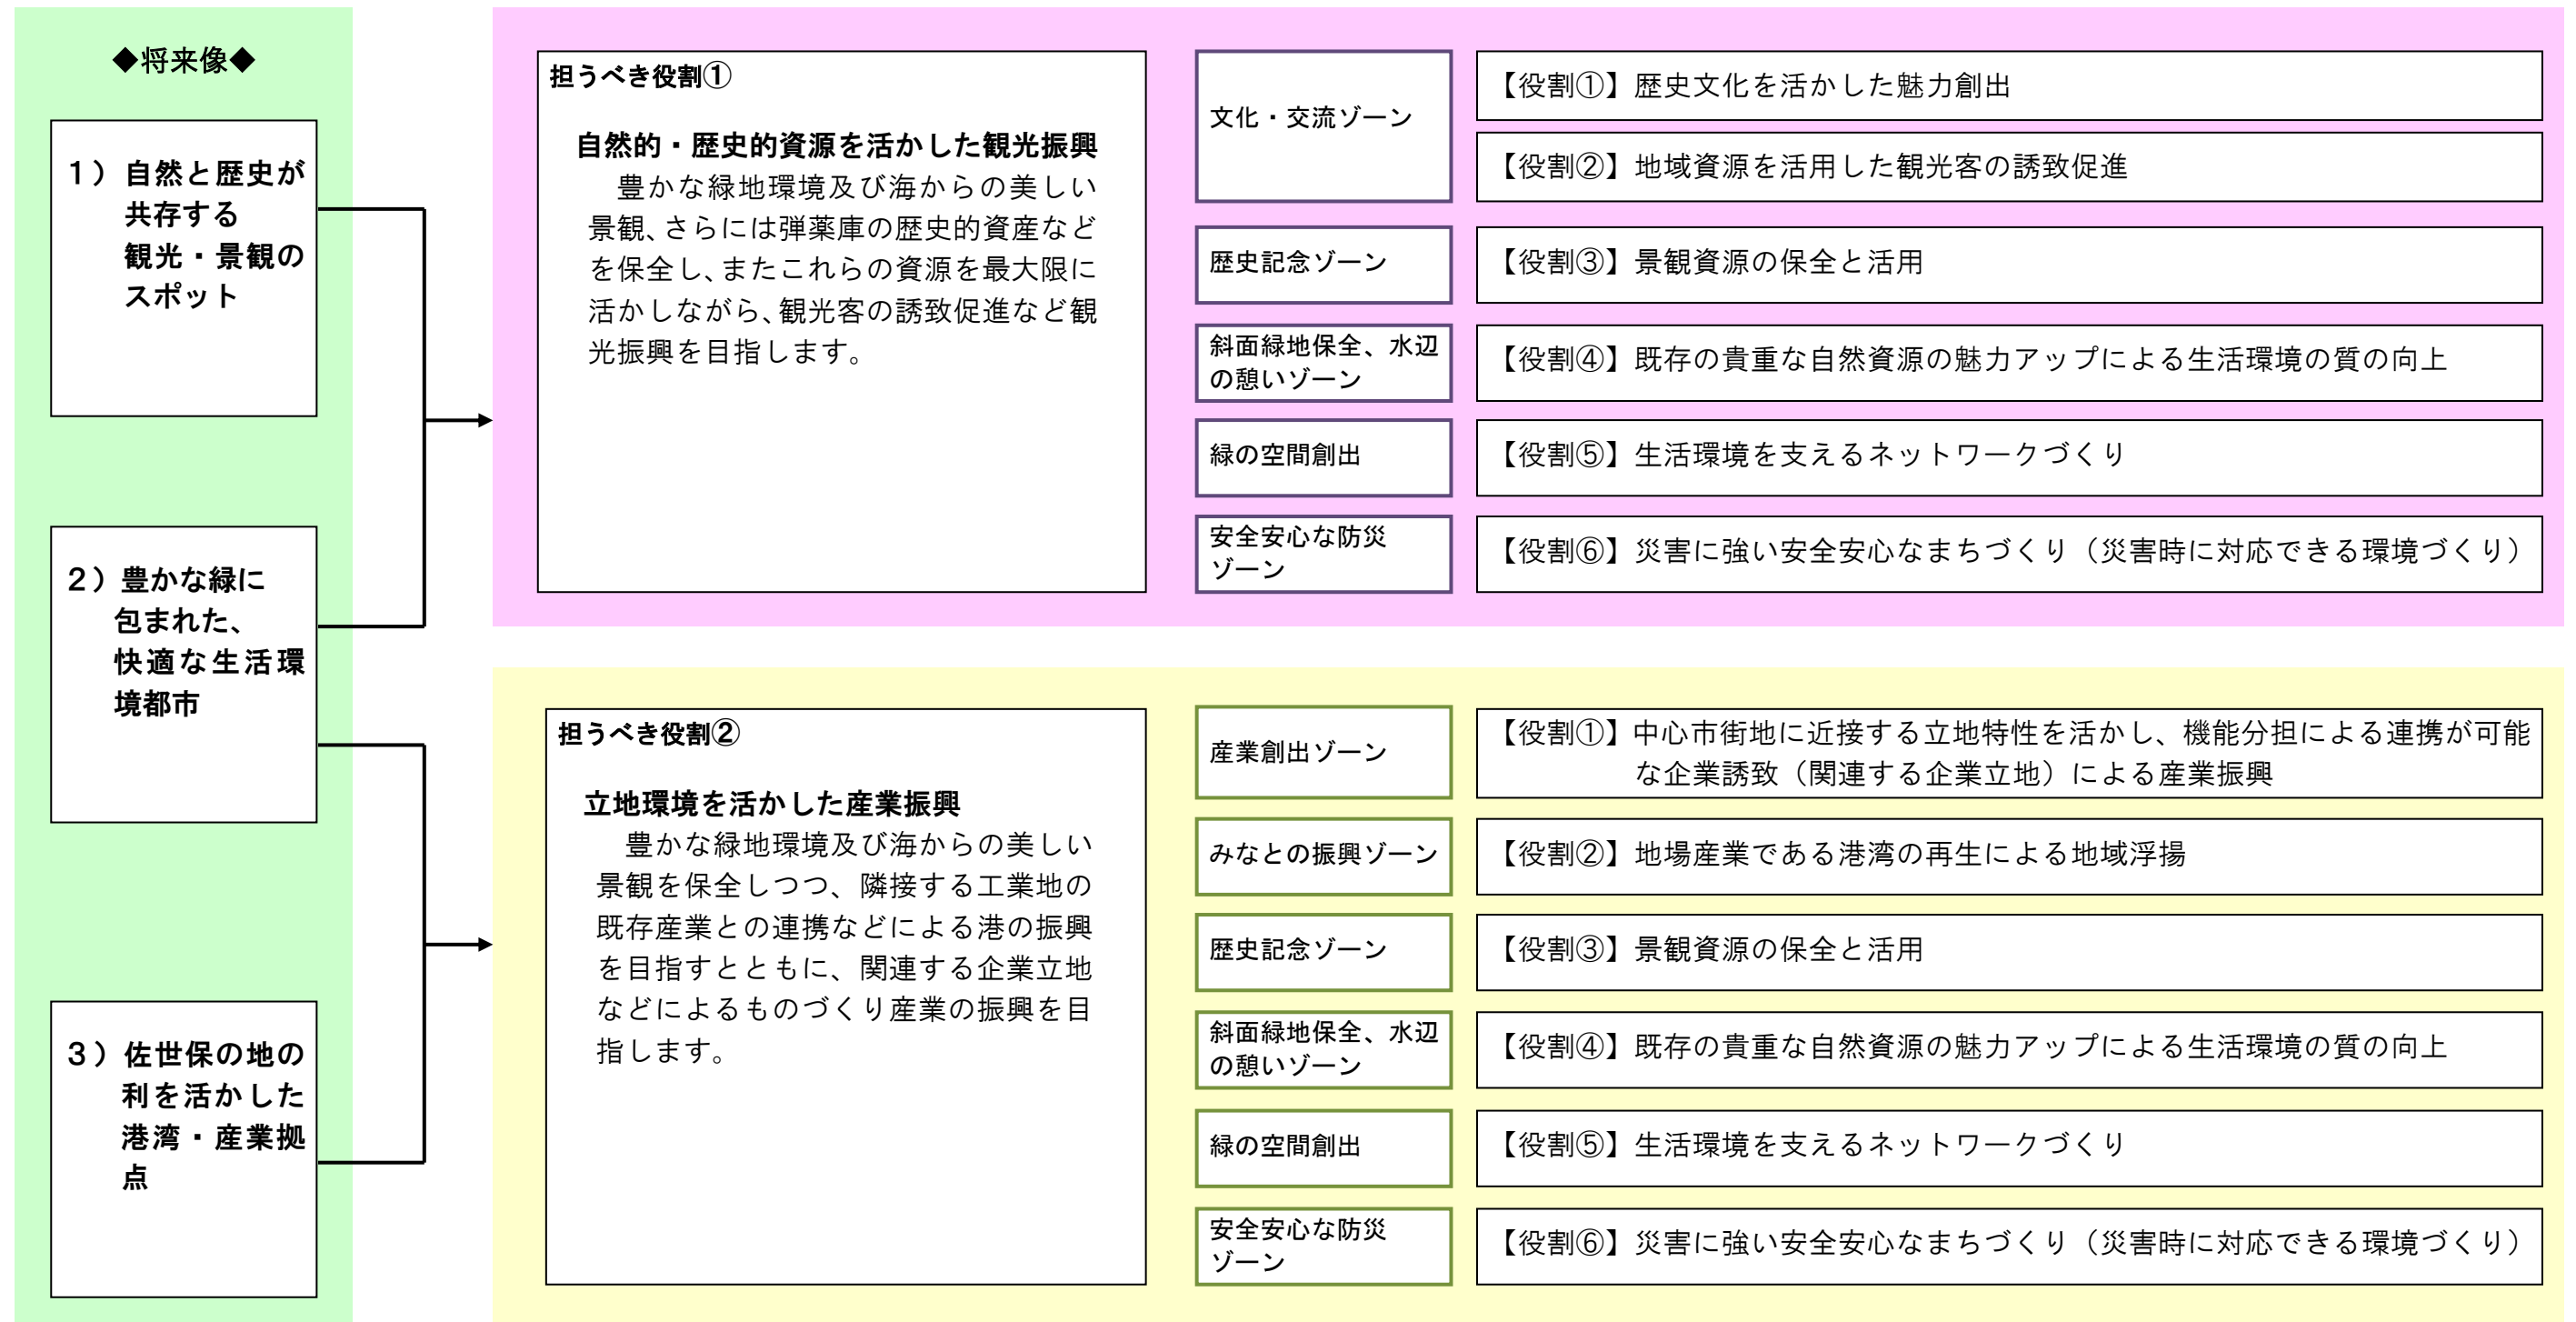 ◆将来像◆
1）自然と歴史が
共存する
観光・景観の
スポット
2）豊かな緑に
包まれた、
快適な生活環
境都市
3）佐世保の地の
利を活かした
港湾・産業拠
点
担うべき役割①
自然的・歴史的資源を活かした観光振興
豊かな緑地環境及び海からの美しい
景観、さらには弾薬庫の歴史的資産など
を保全し、またこれらの資源を最大限に
活かしながら、観光客の誘致促進など観
光振興を目指します。
文化・交流ゾーン
【役割①】歴史文化を活かした魅力創出
【役割②】地域資源を活用した観光客の誘致促進
歴史記念ゾーン
【役割③】景観資源の保全と活用
斜面緑地保全、水辺
の憩いゾーン
【役割④】既存の貴重な自然資源の魅力アップによる生活環境の質の向上
緑の空間創出
【役割⑤】生活環境を支えるネットワークづくり
安全安心な防災
ゾーン
【役割⑥】災害に強い安全安心なまちづくり（災害時に対応できる環境づくり）
担うべき役割②
立地環境を活かした産業振興
豊かな緑地環境及び海からの美しい
景観を保全しつつ、隣接する工業地の
既存産業との連携などによる港の振興
を目指すとともに、関連する企業立地
などによるものづくり産業の振興を目
指します。
産業創出ゾーン
【役割①】中心市街地に近接する立地特性を活かし、機能分担による連携が可能
な企業誘致（関連する企業立地）による産業振興
みなとの振興ゾーン
【役割②】地場産業である港湾の再生による地域浮揚
歴史記念ゾーン
【役割③】景観資源の保全と活用
斜面緑地保全、水辺
の憩いゾーン
【役割④】既存の貴重な自然資源の魅力アップによる生活環境の質の向上
緑の空間創出
【役割⑤】生活環境を支えるネットワークづくり
安全安心な防災
ゾーン
【役割⑥】災害に強い安全安心なまちづくり（災害時に対応できる環境づくり）